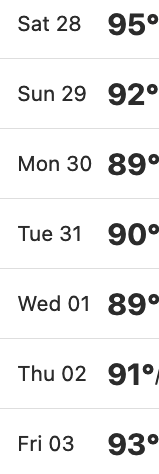 Sat 28 95°
Sun 29 92°
Mon 30 89°
Tue 31 90°
Wed 01 89°
Thu 02 91°/
Fri 03 93°